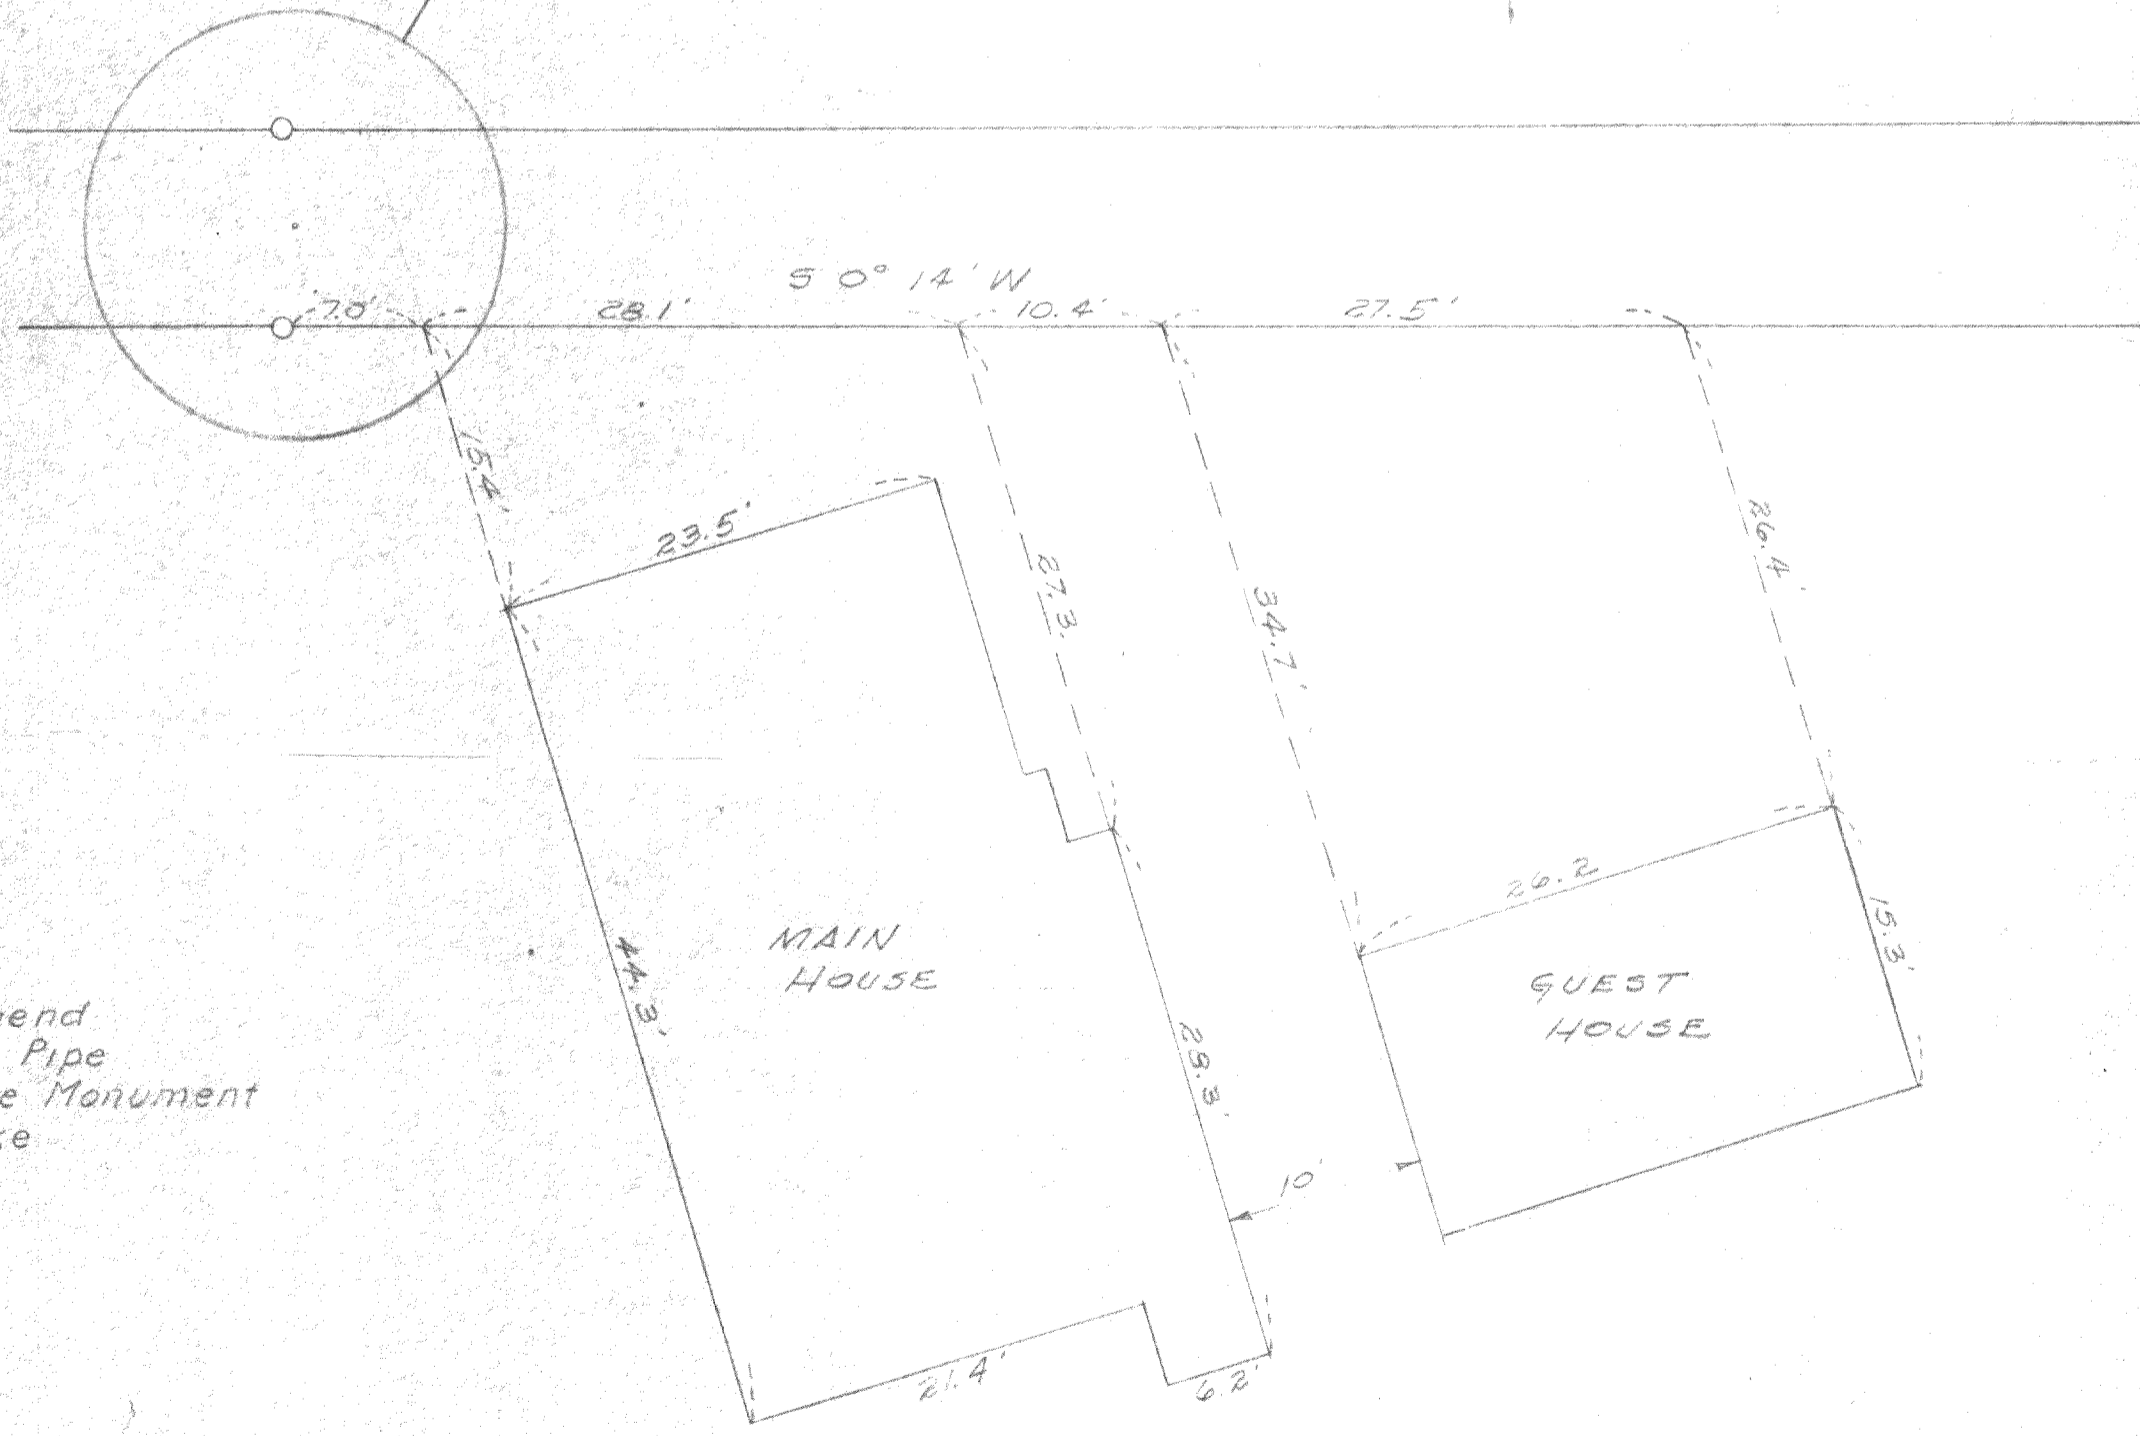 S 0° 14' W
7.8'
28.1'
10.4'
27.5'
15.4'
23.5'
27.3
34.7'
26.4'
26.2
15.3'
MAIN
HOUSE
GUEST
HOUSE
44.3'
28.3'
10'
21.4'
6.2'
end
Pipe
e Monument